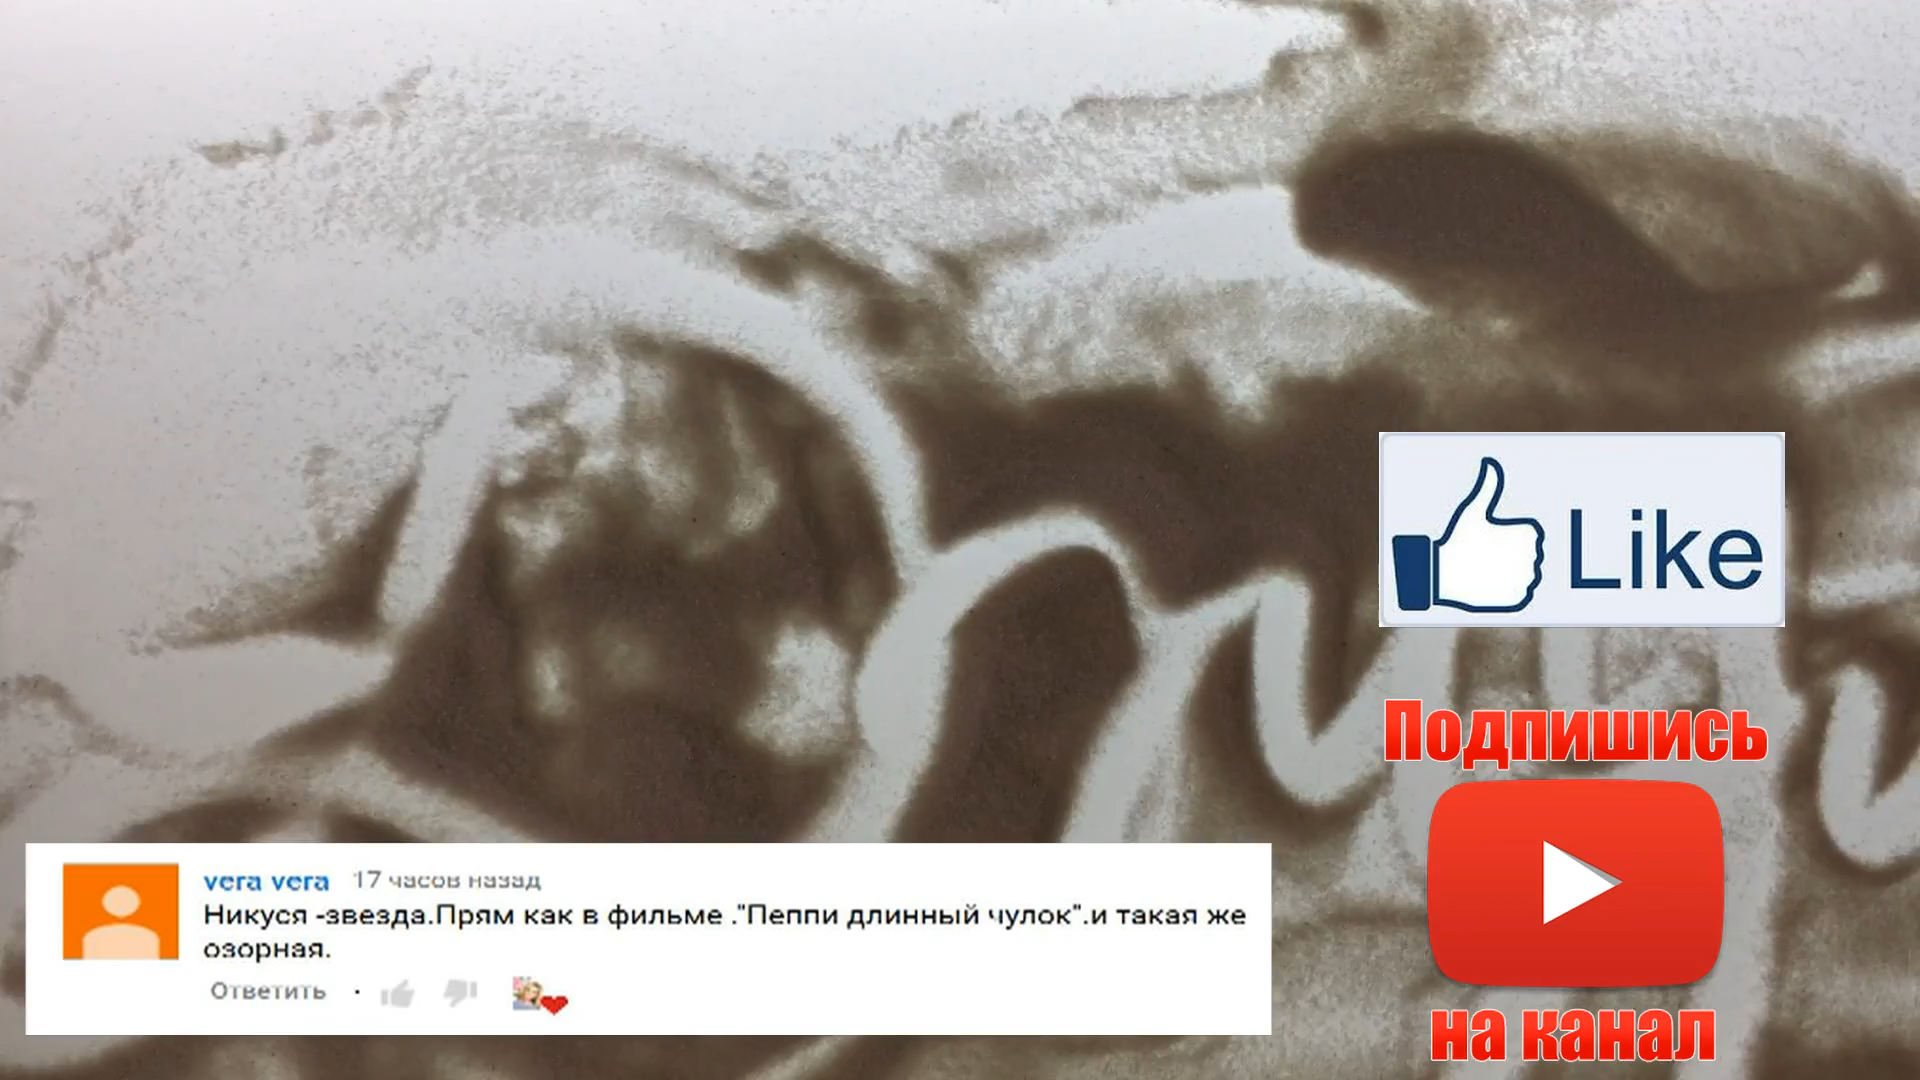 Like
Подпишись
на канал
vera vera 17 часов назад
Никуся -звезда.Прям как в фильме ."Пеппи длинный чулок".и такая же
озорная.
Ответить